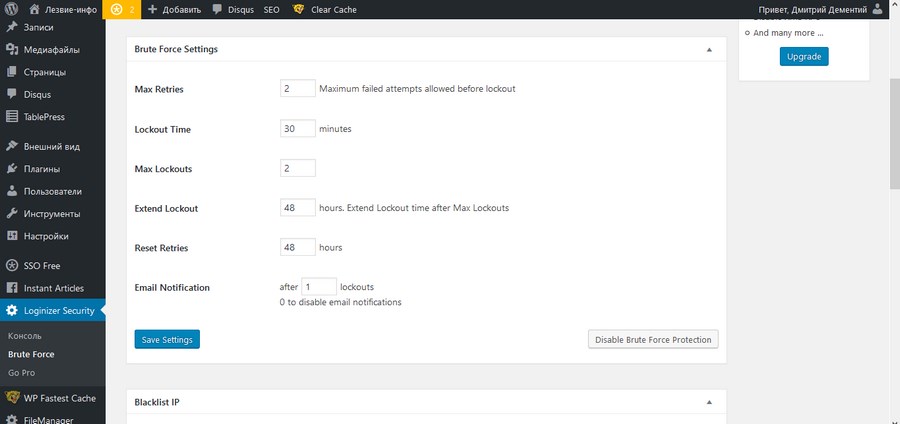 Лезвие-инфо 2 Добавить Disqus SEO Clear Cache Привет, Дмитрий Дементий
Записи
Медиафайлы
Страницы
Disqus
TablePress
Внешний вид
Плагины
Пользователи
Инструменты
Настройки
SSO Free
Instant Articles
Loginizer Security
Консоль
Brute Force
Go Pro
WP Fastest Cache
FileManager
Brute Force Settings
Max Retries 2 Maximum failed attempts allowed before lockout
Lockout Time 30 minutes
Max Lockouts 2
Extend Lockout 48 hours. Extend Lockout time after Max Lockouts
Reset Retries 48 hours
Email Notification after 1 lockouts
0 to disable email notifications
Save Settings Disable Brute Force Protection
Blacklist IP
And many more ...
Upgrade